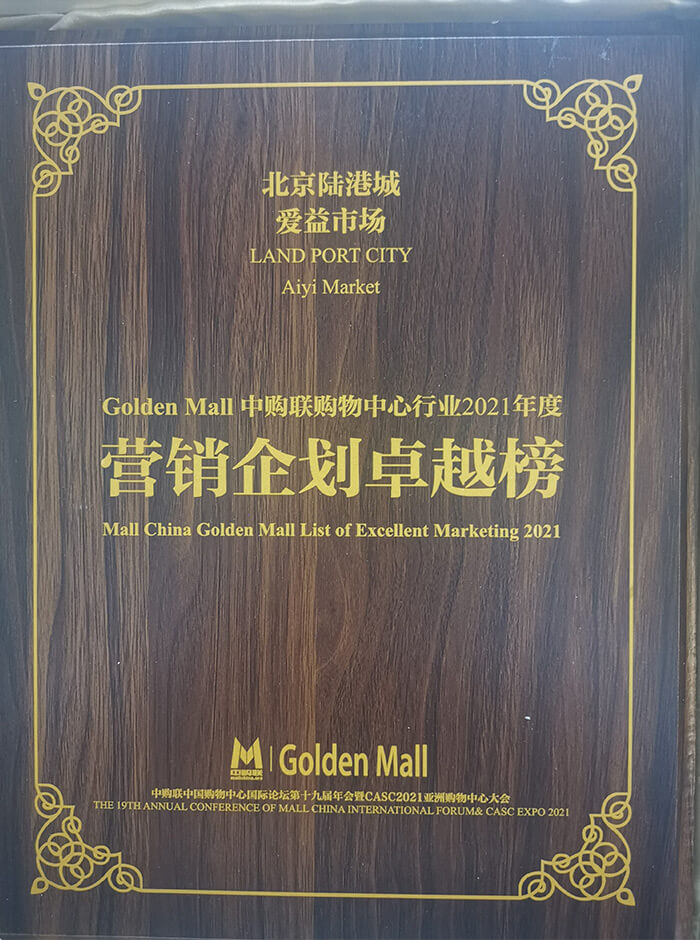 北京陆港城
爱益市场
LAND PORT CITY
Aiyi Market
Golden Mall 中购联购物中心行业2021年度
营销企划卓越榜
Mall China Golden Mall List of Excellent Marketing 2021
中购联
mallchina.org
Golden Mall
中购联中国购物中心国际论坛第十九届年会暨CASC2021亚洲购物中心大会
THE 19TH ANNUAL CONFERENCE OF MALL CHINA INTERNATIONAL FORUM& CASC EXPO 2021